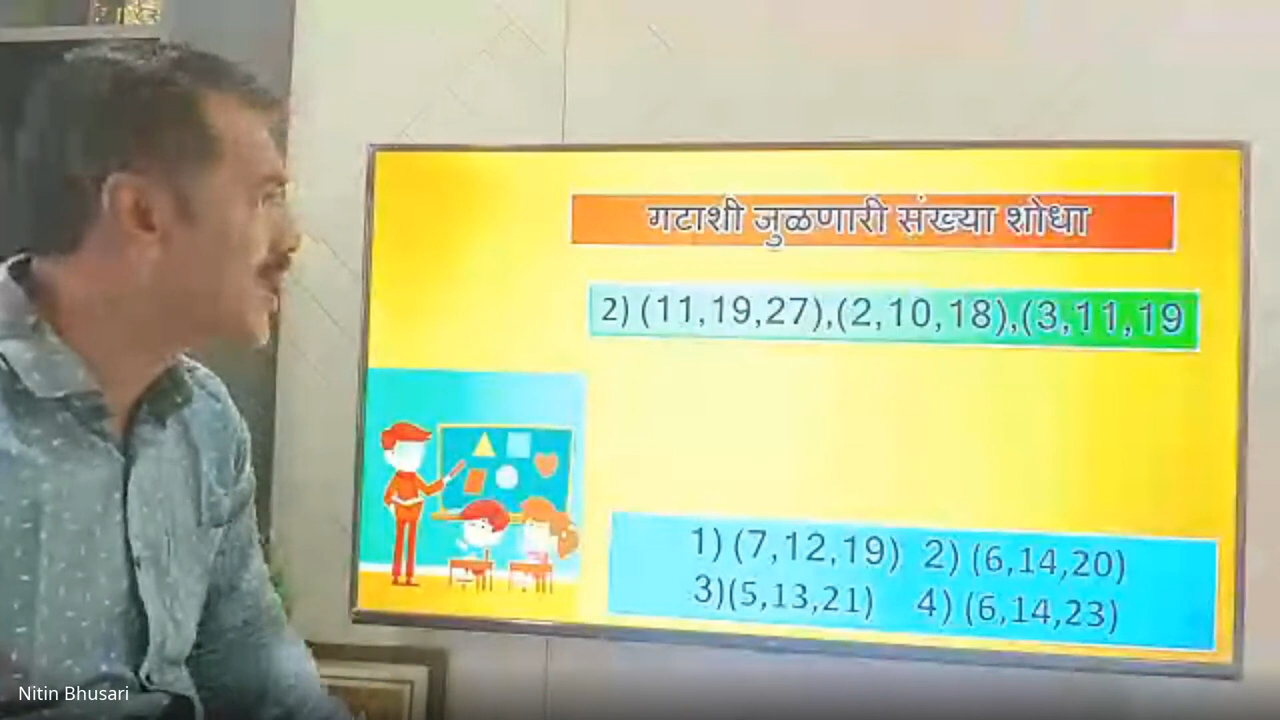 गटाशी जुळणारी संख्या शोधा
2) (11,19,27),(2,10,18),(3,11,19
1) (7,12,19) 2) (6,14,20)
3)(5,13,21) 4) (6,14,23)
Nitin Bhusari